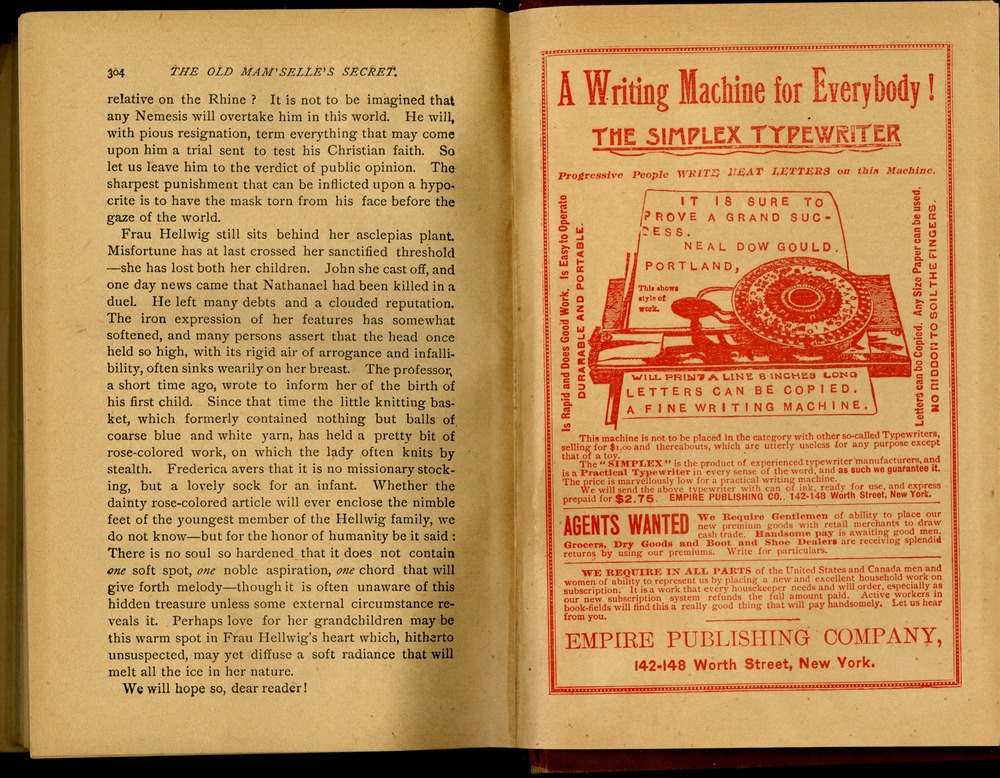 304 THE OLD MAM'SELLE'S SECRET.
relative on the Rhine? It is not to be imagined that
any Nemesis will overtake him in this world. He will,
with pious resignation, term everything that may come
upon him a trial sent to test his Christian faith. So
let us leave him to the verdict of public opinion. The
sharpest punishment that can be inflicted upon a hypo-
crite is to have the mask torn from his face before the
gaze of the world.
Frau Hellwig still sits behind her asclepias plant.
Misfortune has at last crossed her sanctified threshold
—she has lost both her children. John she cast off, and
one day news came that Nathanael had been killed in a
duel. He left many debts and a clouded reputation.
The iron expression of her features has somewhat
softened, and many persons assert that the head once
held so high, with its rigid air of arrogance and infalli-
bility, often sinks wearily on her breast. The professor,
a short time ago, wrote to inform her of the birth of
his first child. Since that time the little knitting bas-
ket, which formerly contained nothing but balls of
coarse blue and white yarn, has held a pretty bit of
rose-colored work, on which the lady often knits by
stealth. Frederica avers that it is no missionary stock-
ing, but a lovely sock for an infant. Whether the
dainty rose-colored article will ever enclose the nimble
feet of the youngest member of the Hellwig family, we
do not know—but for the honor of humanity be it said:
There is no soul so hardened that it does not contain
one soft spot, one noble aspiration, one chord that will
give forth melody—though it is often unaware of this
hidden treasure unless some external circumstance re-
veals it. Perhaps love for her grandchildren may be
this warm spot in Frau Hellwig's heart which, hitherto
unsuspected, may yet diffuse a soft radiance that will
melt all the ice in her nature.
We will hope so, dear reader!
A Writing Machine for Everybody!
THE SIMPLEX TYPEWRITER
Progressive People WRITE NEAT LETTERS on this Machine.
Is Rapid and Does Good Work. Is Easy to Operate
DURARABLE AND PORTABLE.
IT IS SURE TO
PROVE A GRAND SUC-
CESS.
NEAL DOW GOULD.
PORTLAND,
This shows
style of
work.
WILL PRINT A LINE 8 INCHES LONG
LETTERS CAN BE COPIED.
A FINE WRITING MACHINE.
Letters can be Copied. Any Size Paper can be used.
NO RIBBON TO SOIL THE FINGERS.
This machine is not to be placed in the category with other so-called Typewriters,
selling for $1.00 and thereabouts, which are utterly useless for any purpose except
that of a toy.
The "SIMPLEX" is the product of experienced typewriter manufacturers, and
is a Practical Typewriter in every sense of the word, and as such we guarantee it.
The price is marvellously low for a practical writing machine.
We will send the above typewriter with can of ink, ready for use, and express
prepaid for $2.75. EMPIRE PUBLISHING CO., 142-148 Worth Street, New York.
AGENTS WANTED We Require Gentlemen of ability to place our
new premium goods with retail merchants to draw
cash trade. Handsome pay is awaiting good men.
Grocers, Dry Goods and Boot and Shoe Dealers are receiving splendid
returns by using our premiums. Write for particulars.
WE REQUIRE IN ALL PARTS of the United States and Canada men and
women of ability to represent us by placing a new and excellent household work on
subscription. It is a work that every housekeeper needs and will order, especially as
our new subscription system refunds the full amount paid. Active workers in
book-fields will find this a really good thing that will pay handsomely. Let us hear
from you.
EMPIRE PUBLISHING COMPANY,
142-148 Worth Street, New York.